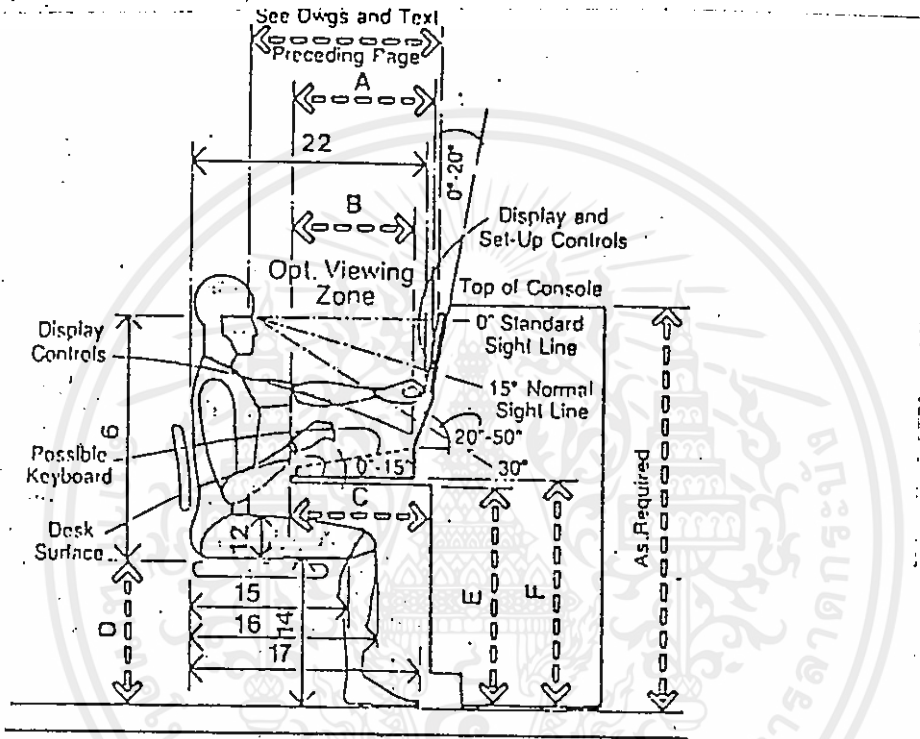 See Dwgs and Text
Preceding Page
A
22
0°-20°
B
Display and
Set-Up Controls
Opt. Viewing
Zone
Top of Console
0° Standard
Sight Line
Display
Controls
15° Normal
Sight Line
6
20°-50°
Possible
Keyboard
0°-15°
30°
C
As Required
Desk
Surface
12
E
F
D
15
16
14
17